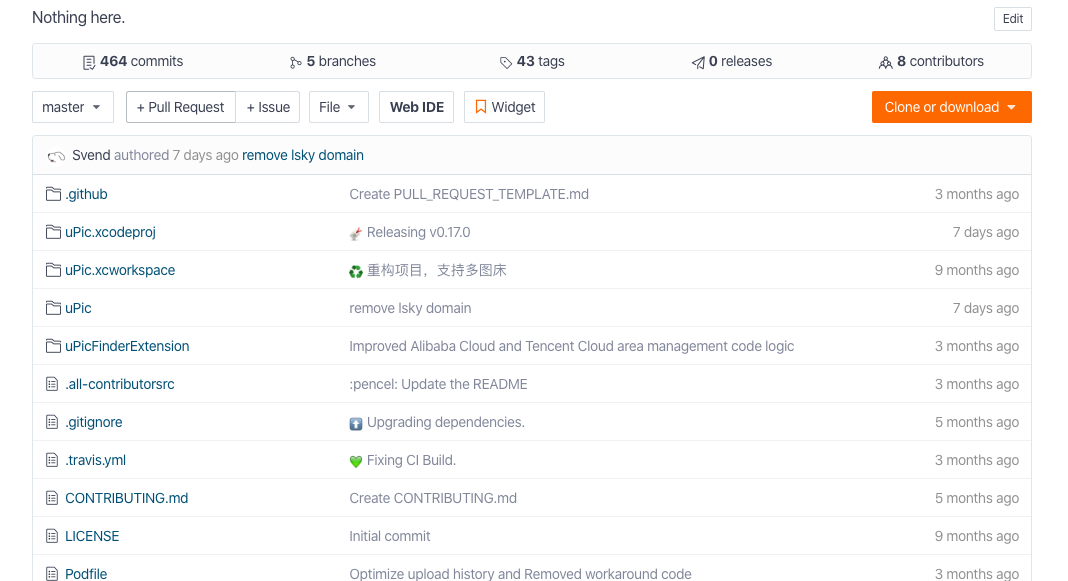 Nothing here.
Edit
464 commits 5 branches 43 tags 0 releases 8 contributors
master + Pull Request + Issue File Web IDE Widget Clone or download
Svend authored 7 days ago remove lsky domain
.github Create PULL_REQUEST_TEMPLATE.md 3 months ago
uPic.xcodeproj 🚀 Releasing v0.17.0 7 days ago
uPic.xcworkspace ♻️ 重构项目，支持多图床 9 months ago
uPic remove lsky domain 7 days ago
uPicFinderExtension Improved Alibaba Cloud and Tencent Cloud area management code logic 3 months ago
.all-contributorsrc :pencel: Update the README 3 months ago
.gitignore ⬆️ Upgrading dependencies. 5 months ago
.travis.yml 💚 Fixing CI Build. 3 months ago
CONTRIBUTING.md Create CONTRIBUTING.md 5 months ago
LICENSE Initial commit 9 months ago
Podfile Optimize upload history and Removed workaround code 3 months ago